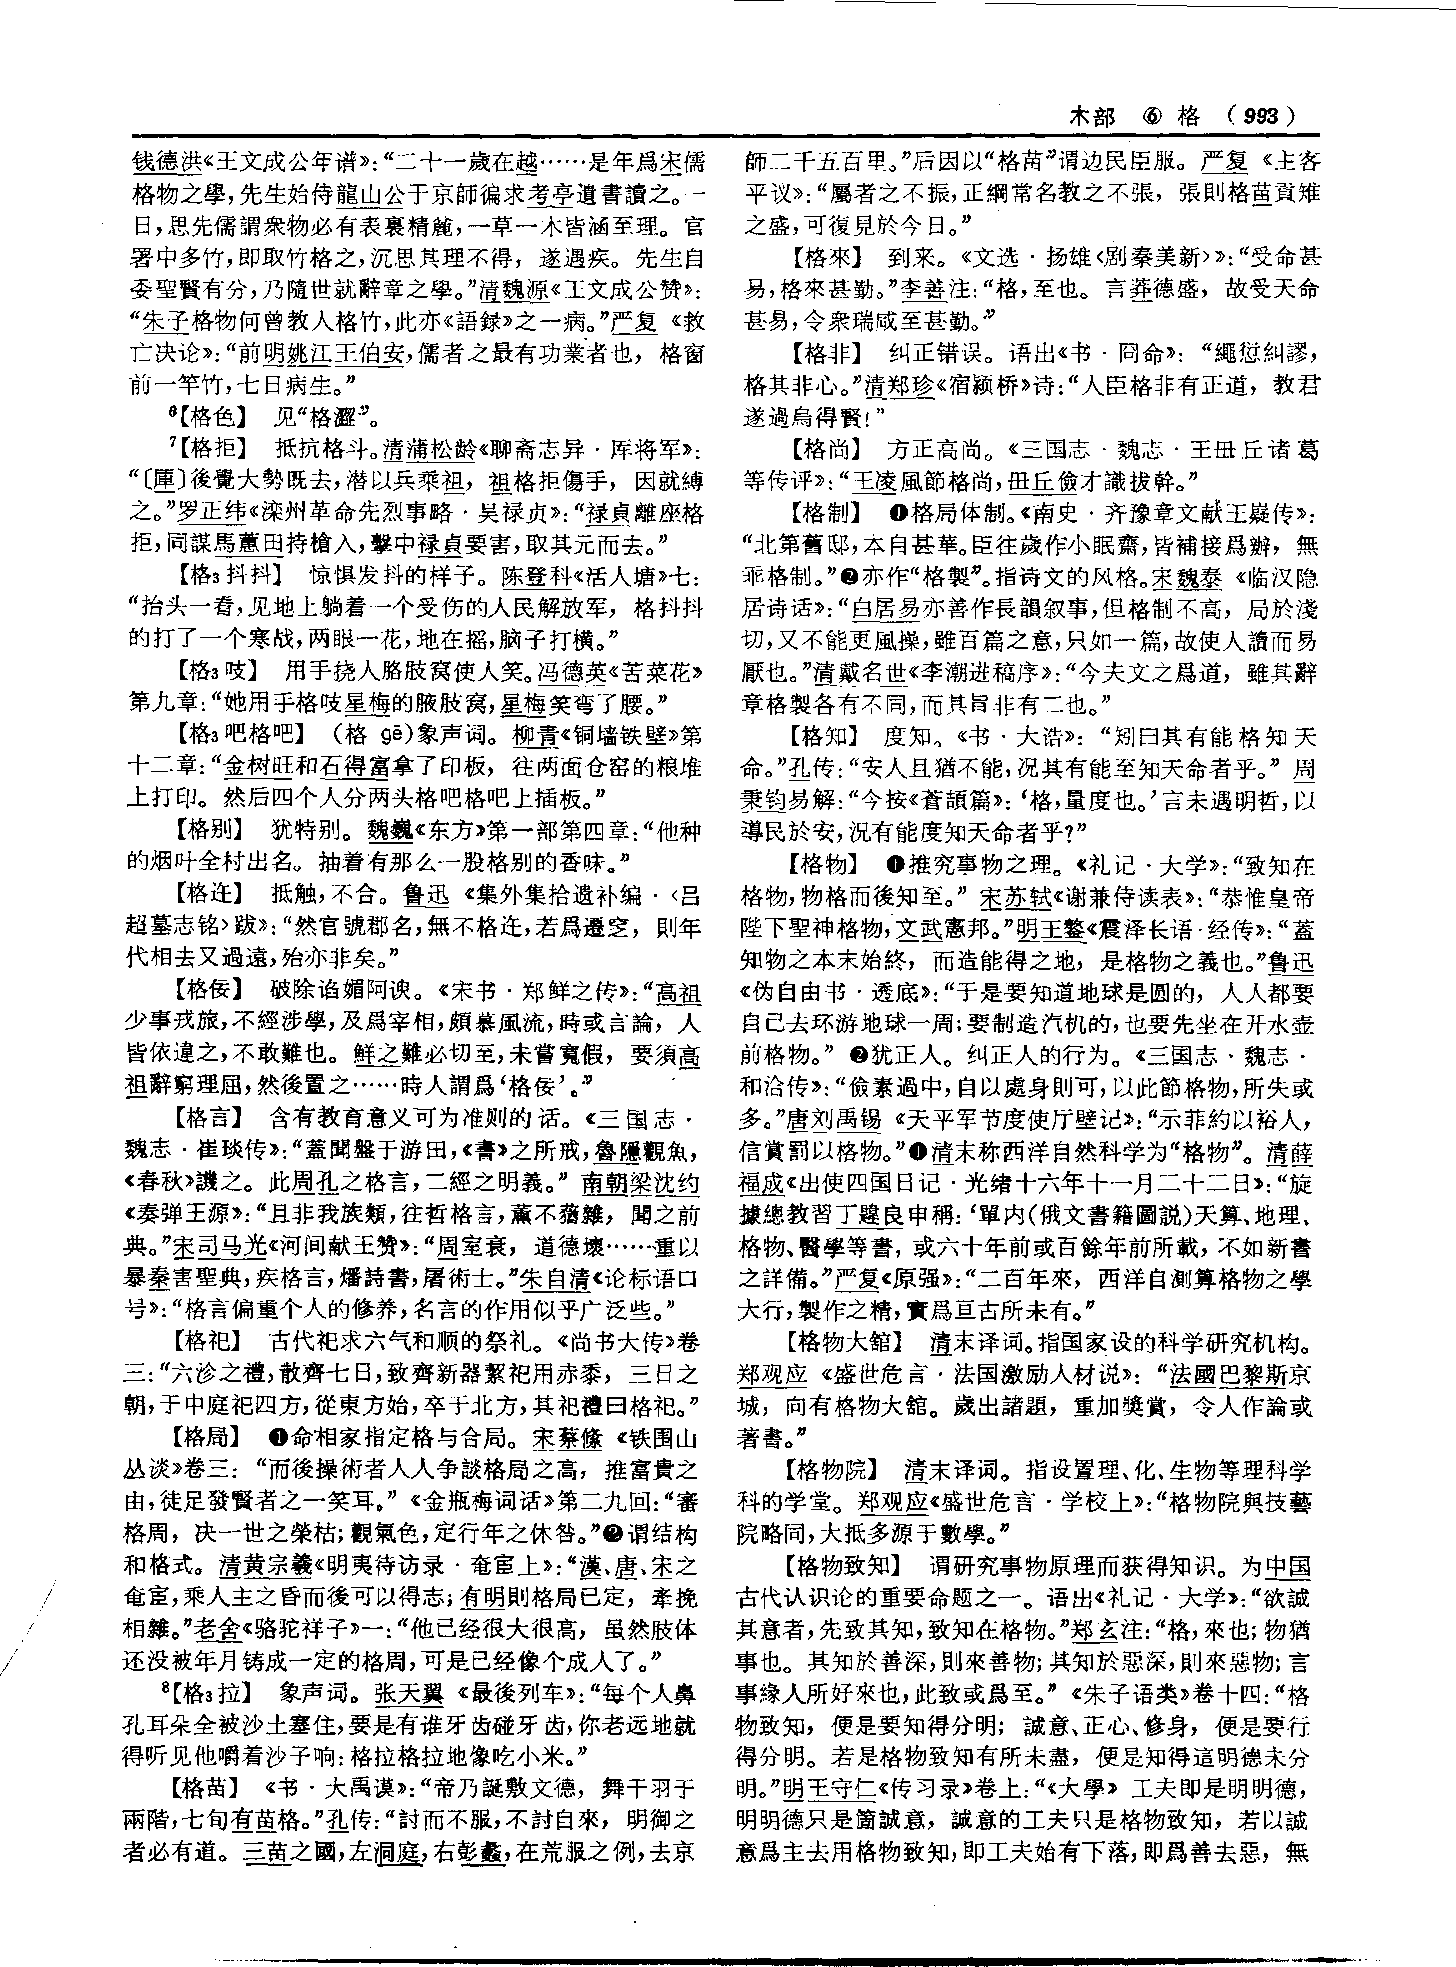 木部 ⑥ 格 (993)
钱德洪《王文成公年谱》:“二十一歲在越……是年爲宋儒
格物之學,先生始侍龍山公于京師徧求考亭遺書讀之。一
日,思先儒謂衆物必有表裏精麄,一草一木皆涵至理。官
署中多竹,即取竹格之,沉思其理不得,遂遇疾。先生自
委聖賢有分,乃隨世就辭章之學。”清魏源《王文成公赞》:
“朱子格物何曾教人格竹,此亦《語録》之一病。”严复《救
亡决论》:“前明姚江王伯安,儒者之最有功業者也,格窗
前一竿竹,七日病生。”
⁶【格色】 见“格澀”。
⁷【格拒】 抵抗格斗。清蒲松龄《聊斋志异·厍将军》:
“〔厙〕後覺大勢既去,潜以兵乘祖,祖格拒傷手,因就縛
之。”罗正纬《滦州革命先烈事略·吴禄贞》:“禄貞離座格
拒,同謀馬蕙田持槍入,擊中禄貞要害,取其元而去。”
【格₃抖抖】 惊惧发抖的样子。陈登科《活人塘》七:
“抬头一看,见地上躺着一个受伤的人民解放军,格抖抖
的打了一个寒战,两眼一花,地在摇,脑子打横。”
【格₃吱】 用手挠人胳肢窝使人笑。冯德英《苦菜花》
第九章:“她用手格吱星梅的腋肢窝,星梅笑弯了腰。”
【格₃吧格吧】 (格 gē)象声词。柳青《铜墙铁壁》第
十二章:“金树旺和石得富拿了印板,往两面仓窑的粮堆
上打印。然后四个人分两头格吧格吧上插板。”
【格别】 犹特别。魏巍《东方》第一部第四章:“他种
的烟叶全村出名。抽着有那么一股格别的香味。”
【格迕】 抵触,不合。鲁迅《集外集拾遗补编·〈吕
超墓志铭〉跋》:“然官號郡名,無不格迕,若爲遷窆,則年
代相去又過遠,殆亦非矣。”
【格佞】 破除谄媚阿谀。《宋书·郑鲜之传》:“高祖
少事戎旅,不經涉學,及爲宰相,頗慕風流,時或言論,人
皆依違之,不敢難也。鮮之難必切至,未嘗寬假,要須高
祖辭窮理屈,然後置之……時人謂爲‘格佞’。”
【格言】 含有教育意义可为准则的话。《三国志·
魏志·崔琰传》:“蓋聞盤于游田,《書》之所戒,魯隱觀魚,
《春秋》譏之。此周孔之格言,二經之明義。”南朝梁沈约
《奏弹王源》:“且非我族類,往哲格言,薰不蕕雜,聞之前
典。”宋司马光《河间献王赞》:“周室衰,道德壞……重以
暴秦害聖典,疾格言,燔詩書,屠術士。”朱自清《论标语口
号》:“格言偏重个人的修养,名言的作用似乎广泛些。”
【格祀】 古代祀求六气和顺的祭礼。《尚书大传》卷
三:“六沴之禮,散齊七日,致齊新器絜祀用赤黍,三日之
朝,于中庭祀四方,從東方始,卒于北方,其祀禮曰格祀。”
【格局】 ❶命相家指定格与合局。宋蔡絛《铁围山
丛谈》卷三:“而後操術者人人争談格局之高,推富貴之
由,徒足發賢者之一笑耳。”《金瓶梅词话》第二九回:“審
格局,决一世之榮枯;觀氣色,定行年之休咎。”❷谓结构
和格式。清黄宗羲《明夷待访录·奄宦上》:“漢、唐、宋之
奄宦,乘人主之昏而後可以得志;有明則格局已定,牽挽
相雜。”老舍《骆驼祥子》一:“他已经很大很高,虽然肢体
还没被年月铸成一定的格局,可是已经像个成人了。”
⁸【格₃拉】 象声词。张天翼《最後列车》:“每个人鼻
孔耳朵全被沙土塞住,要是有谁牙齿碰牙齿,你老远地就
得听见他嚼着沙子响:格拉格拉地像吃小米。”
【格苗】 《书·大禹谟》:“帝乃誕敷文德,舞干羽于
兩階,七旬有苗格。”孔传:“討而不服,不討自來,明御之
者必有道。三苗之國,左洞庭,右彭蠡,在荒服之例,去京
師二千五百里。”后因以“格苗”谓边民臣服。严复《主客
平议》:“屬者之不振,正綱常名教之不張,張則格苗貢雉
之盛,可復見於今日。”
【格來】 到来。《文选·扬雄〈剧秦美新〉》:“受命甚
易,格來甚勤。”李善注:“格,至也。言莽德盛,故受天命
甚易,令衆瑞咸至甚勤。”
【格非】 纠正错误。语出《书·冏命》:“繩愆糾謬,
格其非心。”清郑珍《宿颍桥》诗:“人臣格非有正道,教君
遂過烏得賢!”
【格尚】 方正高尚。《三国志·魏志·王毌丘诸葛
等传评》:“王凌風節格尚,毌丘儉才識拔幹。”
【格制】 ❶格局体制。《南史·齐豫章文献王嶷传》:
“北第舊邸,本自甚華。臣往歲作小眠齋,皆補接爲辦,無
乖格制。”❷亦作“格製”。指诗文的风格。宋魏泰《临汉隐
居诗话》:“白居易亦善作長韻叙事,但格制不高,局於淺
切,又不能更風操,雖百篇之意,只如一篇,故使人讀而易
厭也。”清戴名世《李潮进稿序》:“今夫文之爲道,雖其辭
章格製各有不同,而其旨非有二也。”
【格知】 度知。《书·大诰》:“矧曰其有能格知天
命。”孔传:“安人且猶不能,況其有能至知天命者乎。”周
秉钧易解:“今按《蒼頡篇》:‘格,量度也。’言未遇明哲,以
導民於安,況有能度知天命者乎?”
【格物】 ❶推究事物之理。《礼记·大学》:“致知在
格物,物格而後知至。”宋苏轼《谢兼侍读表》:“恭惟皇帝
陛下聖神格物,文武憲邦。”明王鏊《震泽长语·经传》:“蓋
知物之本末始終,而造能得之地,是格物之義也。”鲁迅
《伪自由书·透底》:“于是要知道地球是圆的,人人都要
自己去环游地球一周;要制造汽机的,也要先坐在开水壶
前格物。”❷犹正人。纠正人的行为。《三国志·魏志·
和洽传》:“儉素過中,自以處身則可,以此節格物,所失或
多。”唐刘禹锡《天平军节度使厅壁记》:“示菲約以裕人,
信賞罰以格物。”❶清末称西洋自然科学为“格物”。清薛
福成《出使四国日记·光绪十六年十一月二十二日》:“旋
據總教習丁韙良申稱:‘單内(俄文書籍圖説)天算、地理、
格物、醫學等書,或六十年前或百餘年前所載,不如新書
之詳備。”严复《原强》:“二百年來,西洋自測算格物之學
大行,製作之精,實爲亘古所未有。”
【格物大舘】 清末译词。指国家设的科学研究机构。
郑观应《盛世危言·法国激励人材说》:“法國巴黎斯京
城,向有格物大舘。歲出諸題,重加獎賞,令人作論或
著書。”
【格物院】 清末译词。指设置理、化、生物等理科学
科的学堂。郑观应《盛世危言·学校上》:“格物院與技藝
院略同,大抵多源于數學。”
【格物致知】 谓研究事物原理而获得知识。为中国
古代认识论的重要命题之一。语出《礼记·大学》:“欲誠
其意者,先致其知,致知在格物。”郑玄注:“格,來也;物猶
事也。其知於善深,則來善物;其知於惡深,則來惡物;言
事緣人所好來也,此致或爲至。”《朱子语类》卷十四:“格
物致知,便是要知得分明;誠意、正心、修身,便是要行
得分明。若是格物致知有所未盡,便是知得這明德未分
明。”明王守仁《传习录》卷上:“《大學》工夫即是明明德,
明明德只是箇誠意,誠意的工夫只是格物致知,若以誠
意爲主去用格物致知,即工夫始有下落,即爲善去惡,無